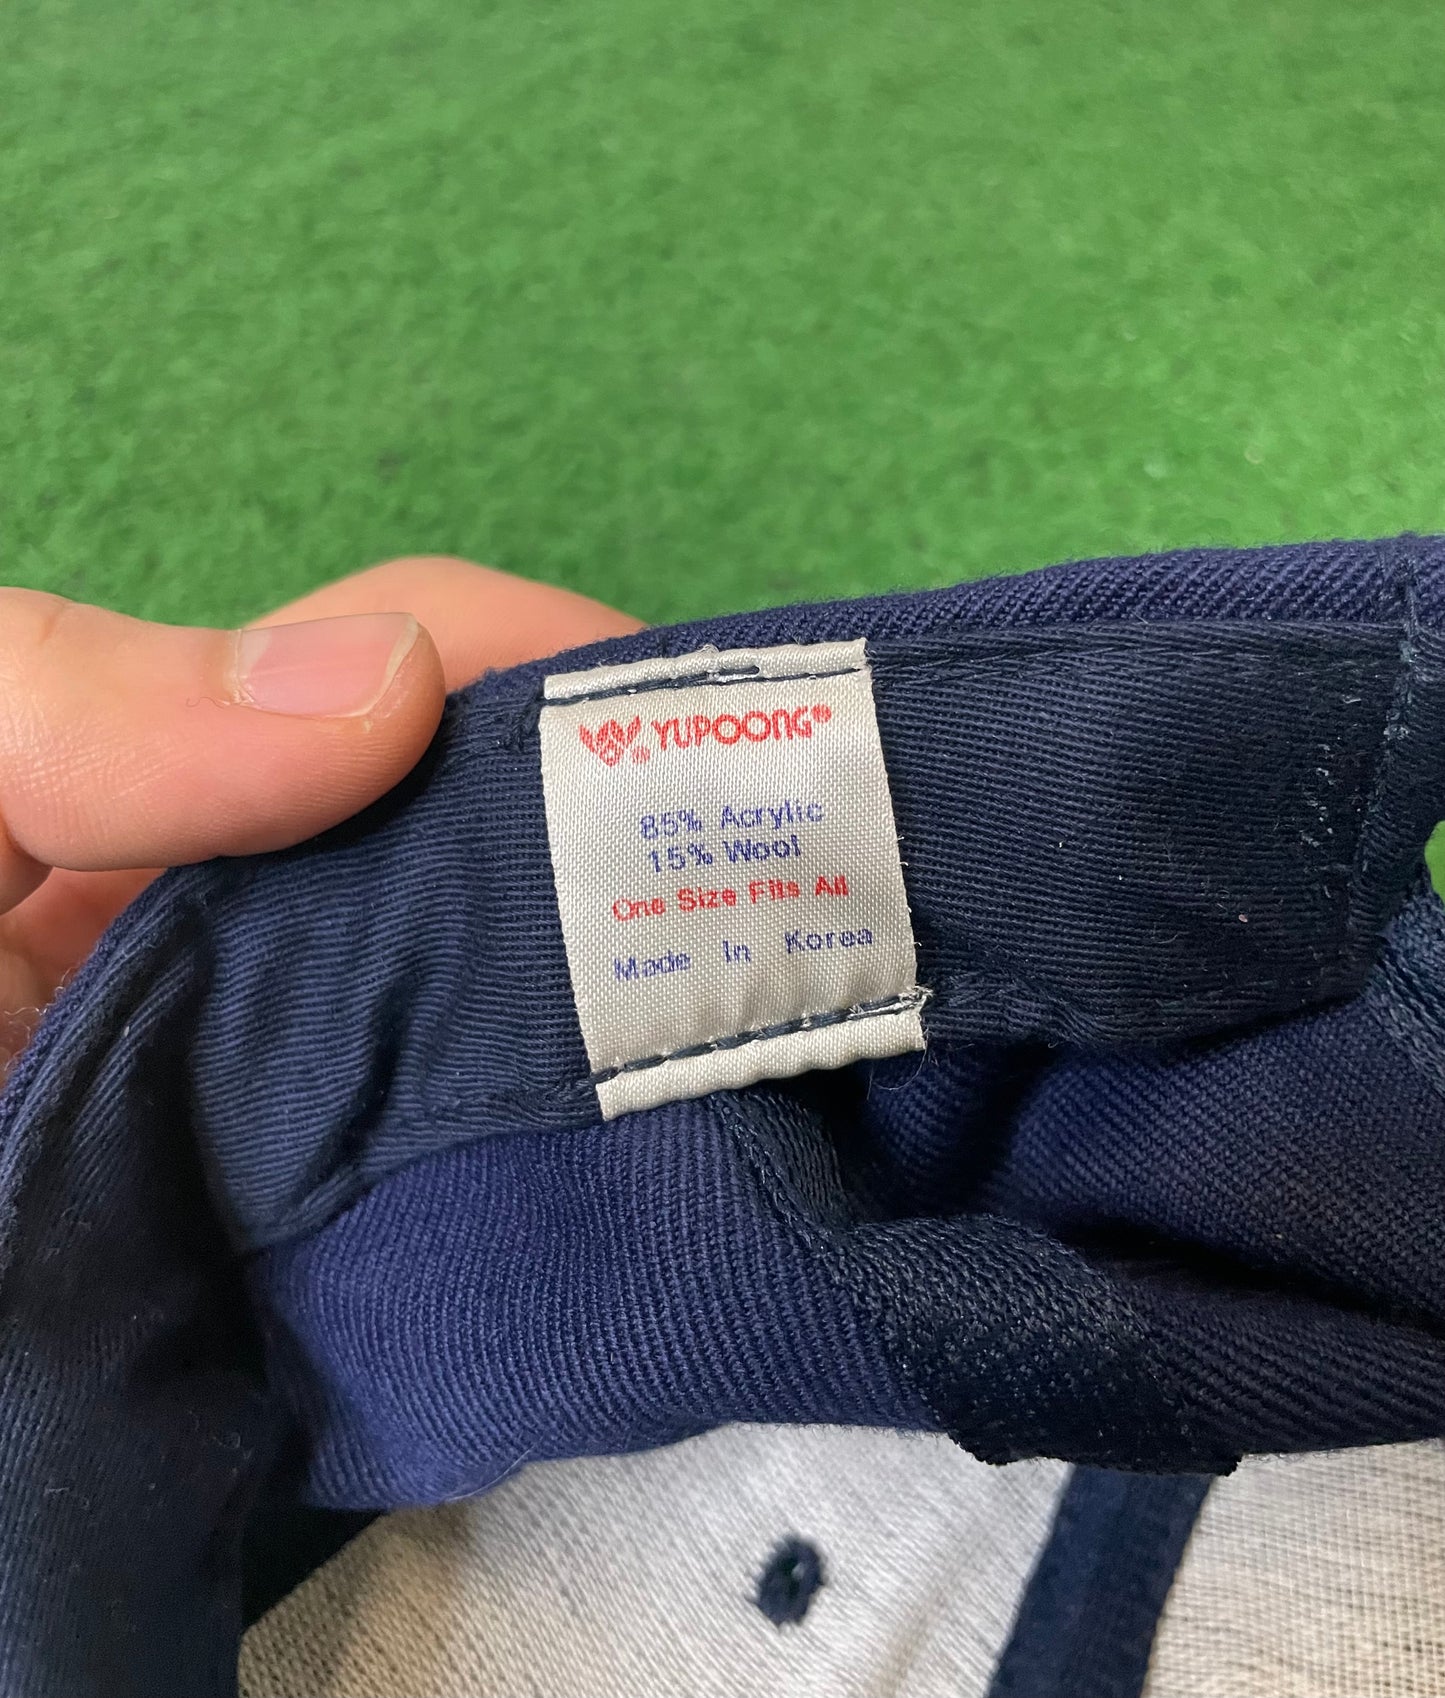 YUPOONG®
85% Acrylic
15% Wool
One Size Fits All
Made In Korea